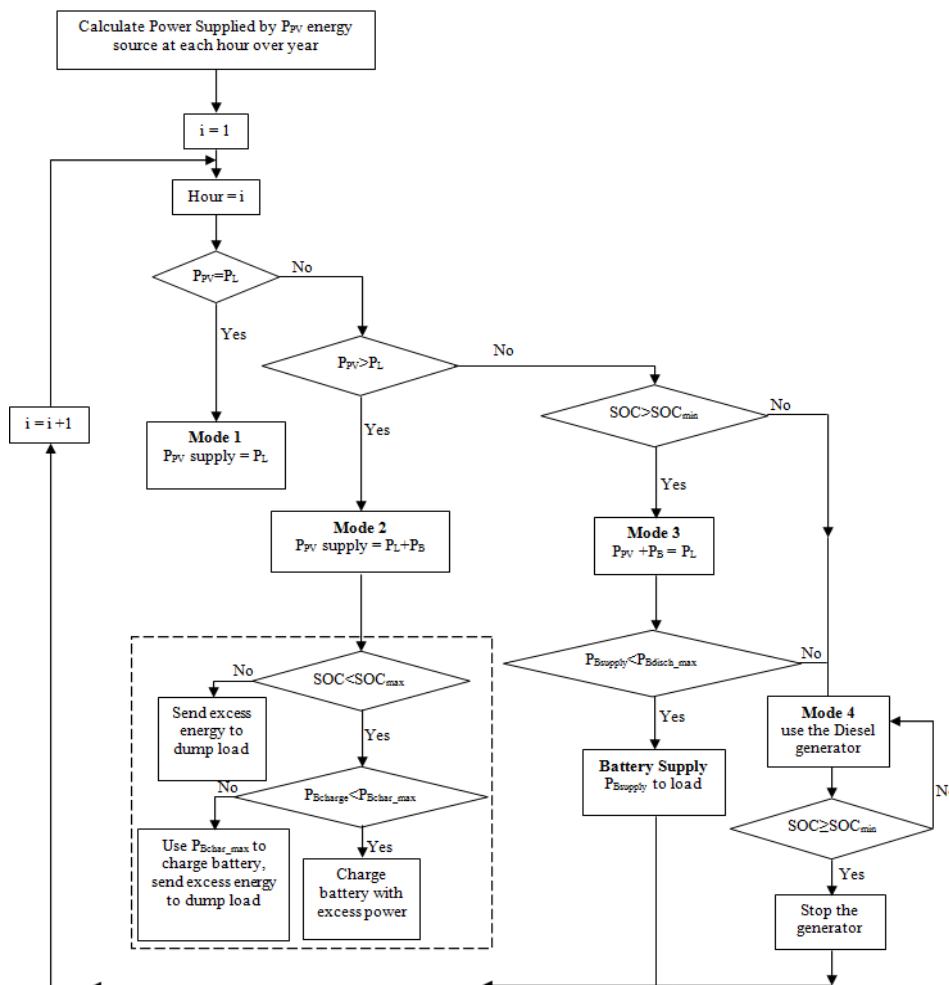 Calculate Power Supplied by PPV energy
source at each hour over year
i = 1
Hour = i
PPV=PL
No
Yes
PPV>PL
No
Yes
SOC>SOCmin
No
Yes
i = i +1
Mode 1
PPV supply = PL
Mode 2
PPV supply = PL+PB
Mode 3
PPV +PB = PL
SOC<SOCmax
No
Yes
Send excess
energy to
dump load
PBsupply<PBdisch_max
No
Yes
Mode 4
use the Diesel
generator
Battery Supply
PBsupply to load
PBcharge<PBchar_max
No
Yes
SOC≥SOCmin
No
Yes
Use PBchar_max to
charge battery,
send excess energy
to dump load
Charge
battery with
excess power
Stop the
generator